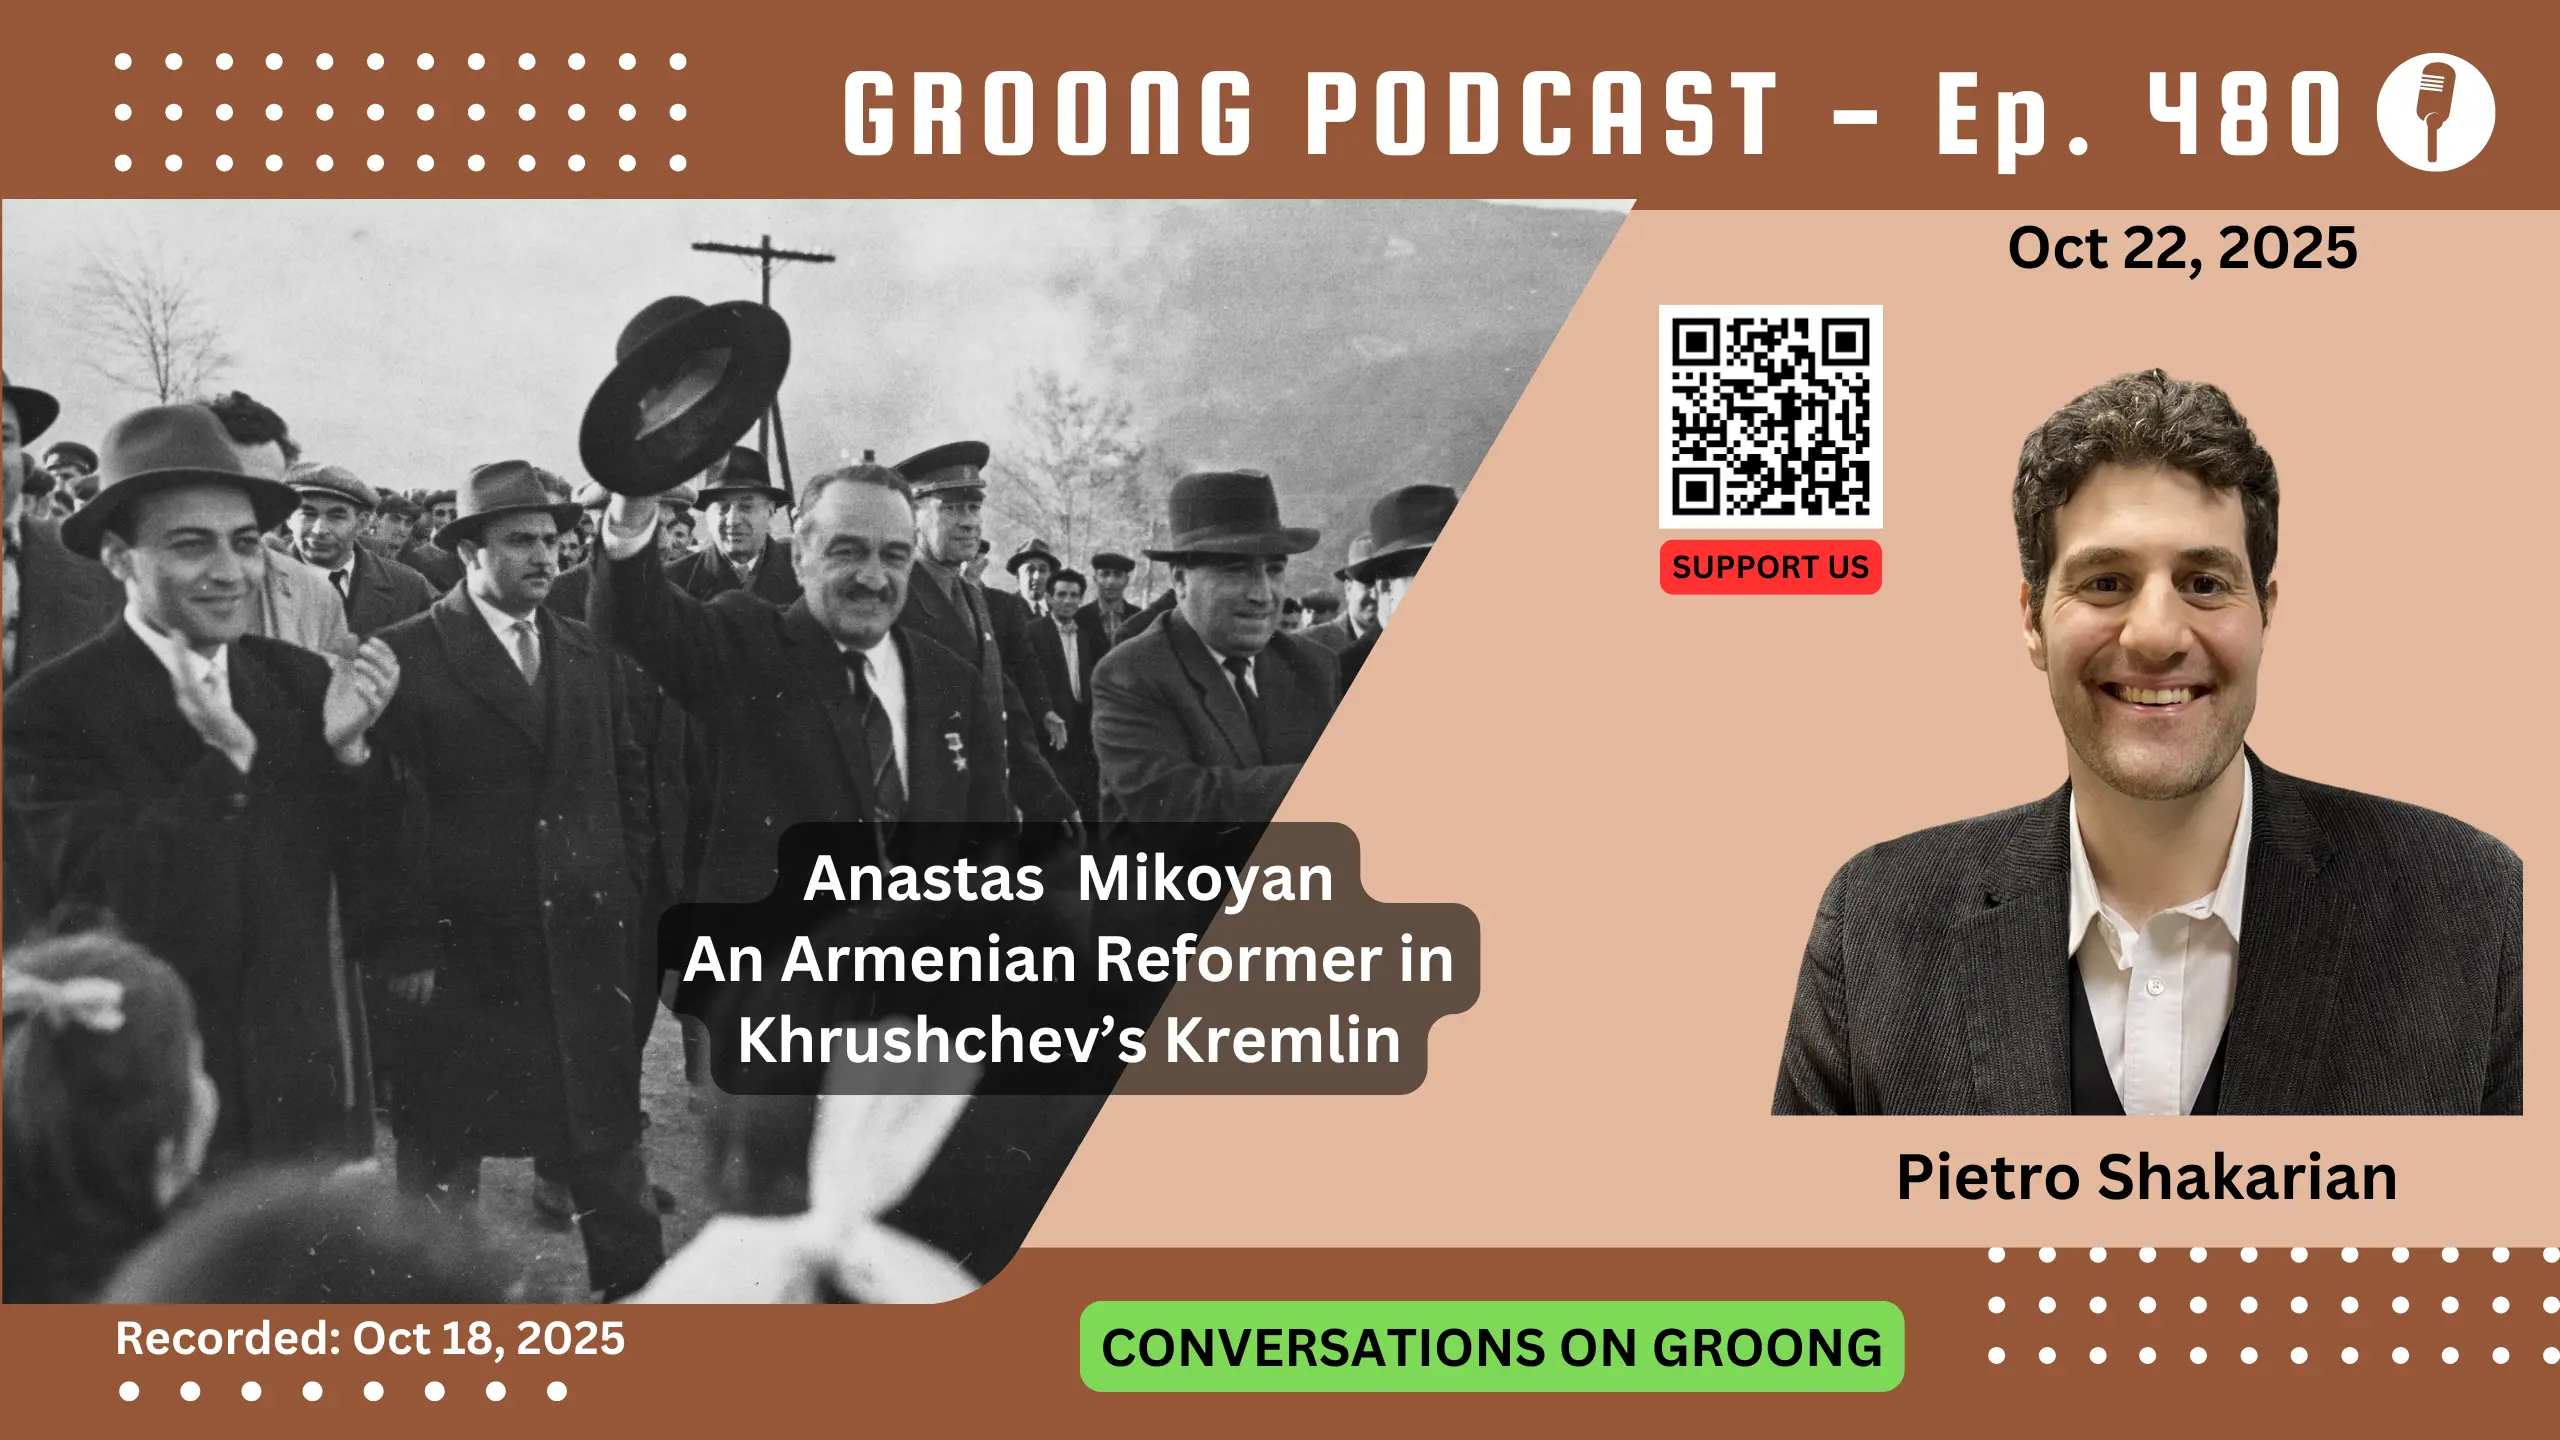 GROONG PODCAST – Ep. 480
Oct 22, 2025
SUPPORT US
Anastas Mikoyan
An Armenian Reformer in
Khrushchev’s Kremlin
Pietro Shakarian
Recorded: Oct 18, 2025
CONVERSATIONS ON GROONG